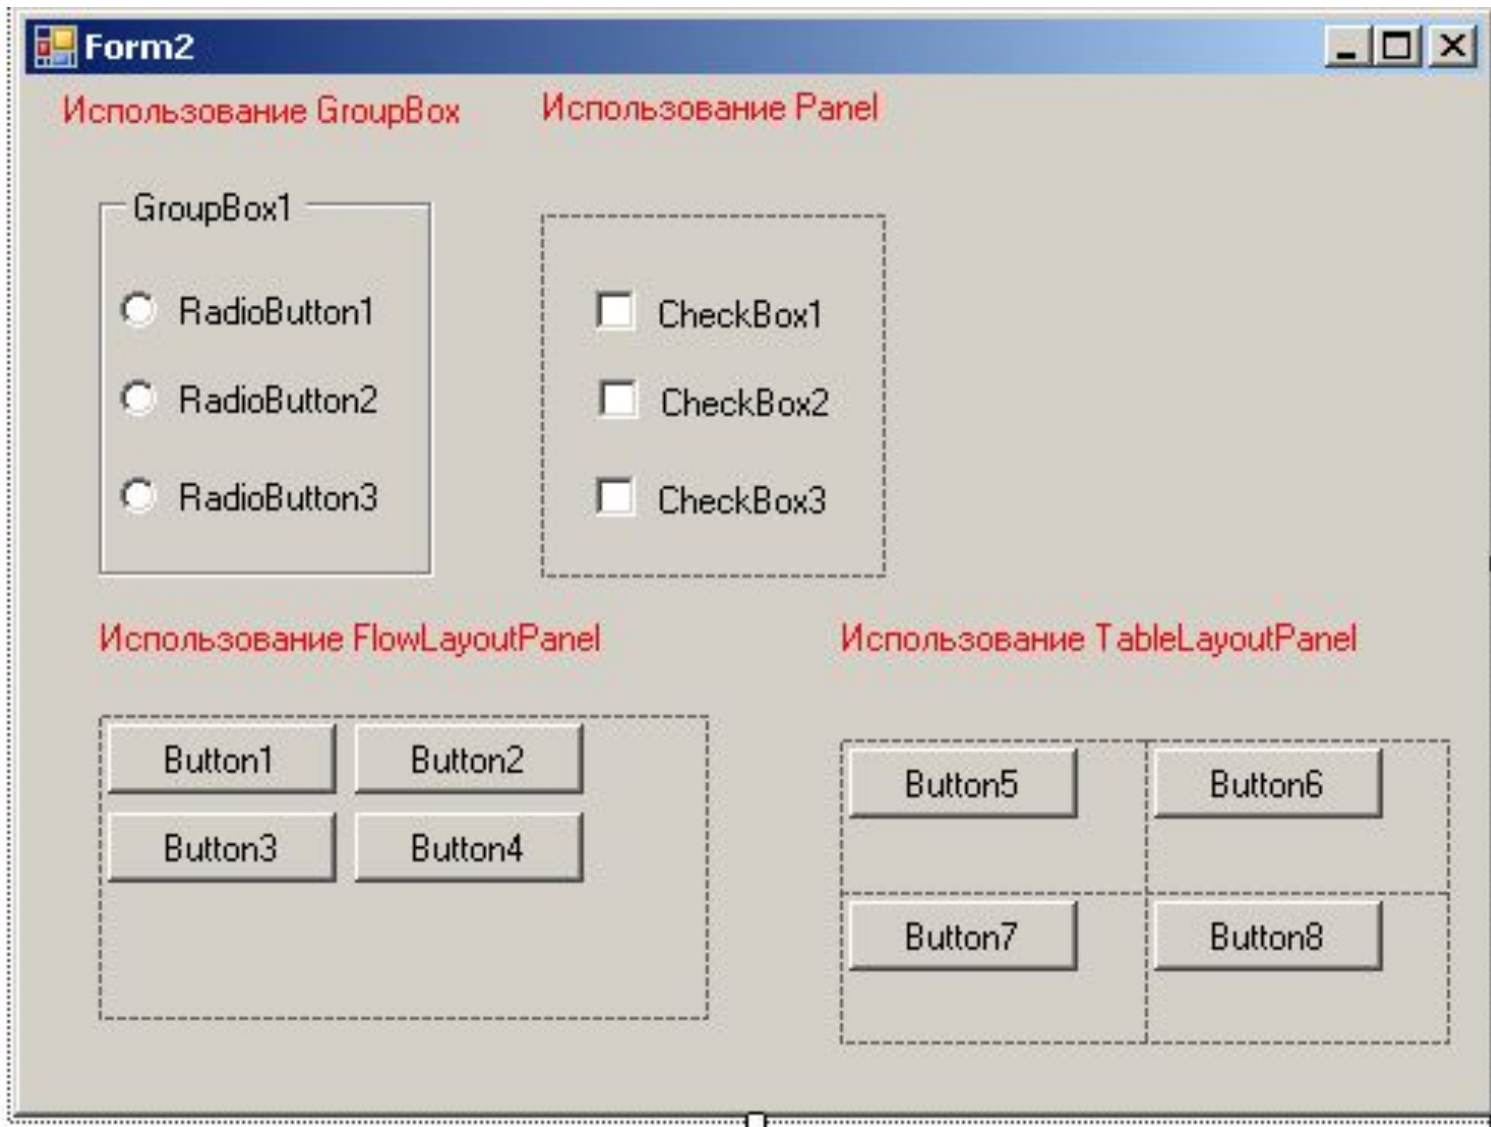 Form2
Использование GroupBox
Использование Panel
GroupBox1
RadioButton1
RadioButton2
RadioButton3
CheckBox1
CheckBox2
CheckBox3
Использование FlowLayoutPanel
Использование TableLayoutPanel
Button1
Button2
Button3
Button4
Button5
Button6
Button7
Button8